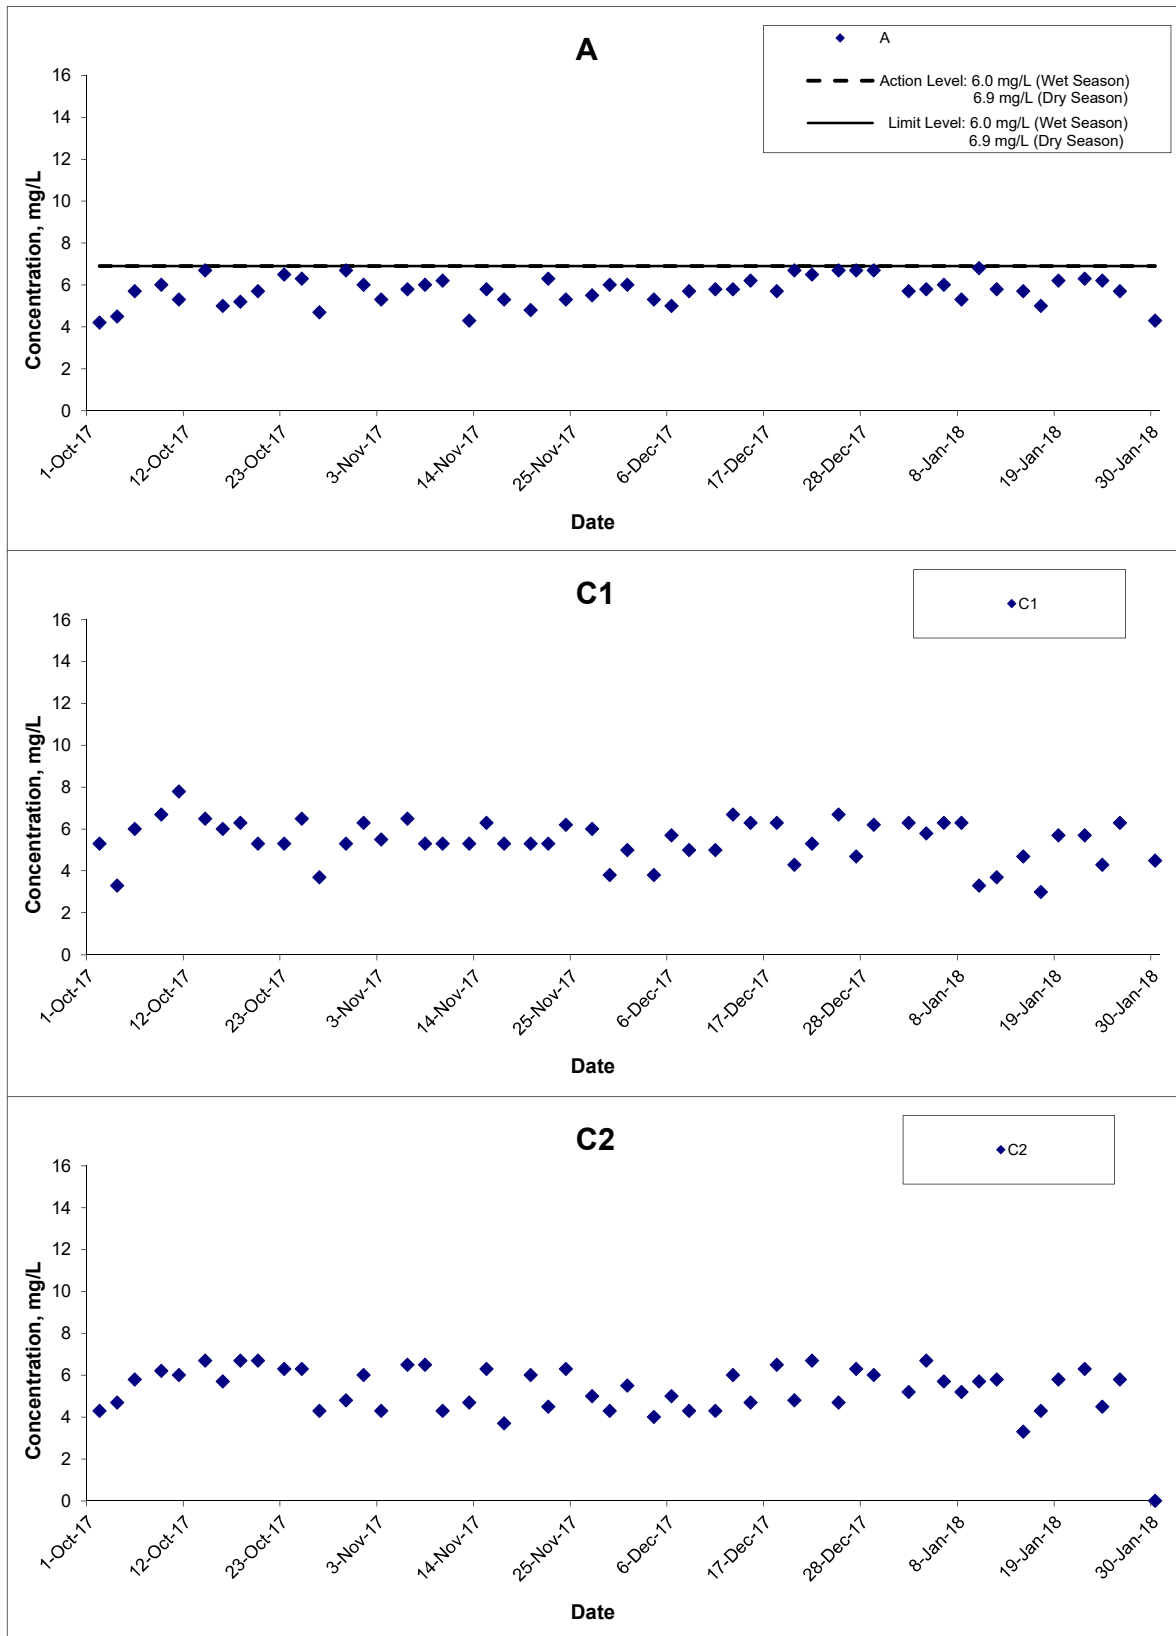 A
A
Action Level: 6.0 mg/L (Wet Season)
6.9 mg/L (Dry Season)
Limit Level: 6.0 mg/L (Wet Season)
6.9 mg/L (Dry Season)
Concentration, mg/L
16
14
12
10
8
6
4
2
0
1-Oct-17
12-Oct-17
23-Oct-17
3-Nov-17
14-Nov-17
25-Nov-17
6-Dec-17
17-Dec-17
28-Dec-17
8-Jan-18
19-Jan-18
30-Jan-18
Date
C1
C1
Concentration, mg/L
16
14
12
10
8
6
4
2
0
1-Oct-17
12-Oct-17
23-Oct-17
3-Nov-17
14-Nov-17
25-Nov-17
6-Dec-17
17-Dec-17
28-Dec-17
8-Jan-18
19-Jan-18
30-Jan-18
Date
C2
C2
Concentration, mg/L
16
14
12
10
8
6
4
2
0
1-Oct-17
12-Oct-17
23-Oct-17
3-Nov-17
14-Nov-17
25-Nov-17
6-Dec-17
17-Dec-17
28-Dec-17
8-Jan-18
19-Jan-18
30-Jan-18
Date